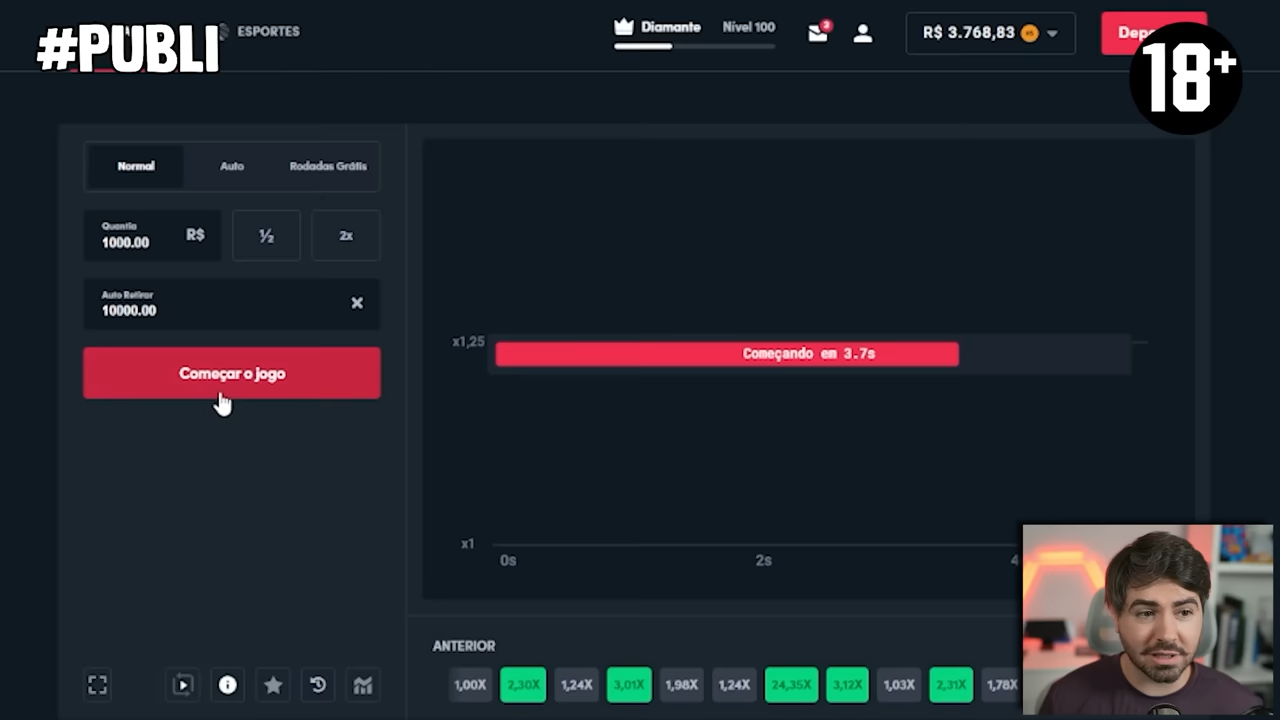 #PUBLI
ESPORTES
Diamante Nível 100
3
R$ 3.768,83
R$
Depo
18+
Normal Auto Rodadas Grátis
Quantia
1000.00 R$ ½ 2x
Auto Retirar
10000.00
Começar o jogo
x1,25
Começando em 3.7s
x1
0s 2s 4
ANTERIOR
1,00X 2,30X 1,24X 3,01X 1,98X 1,24X 24,35X 3,12X 1,03X 2,31X 1,78X